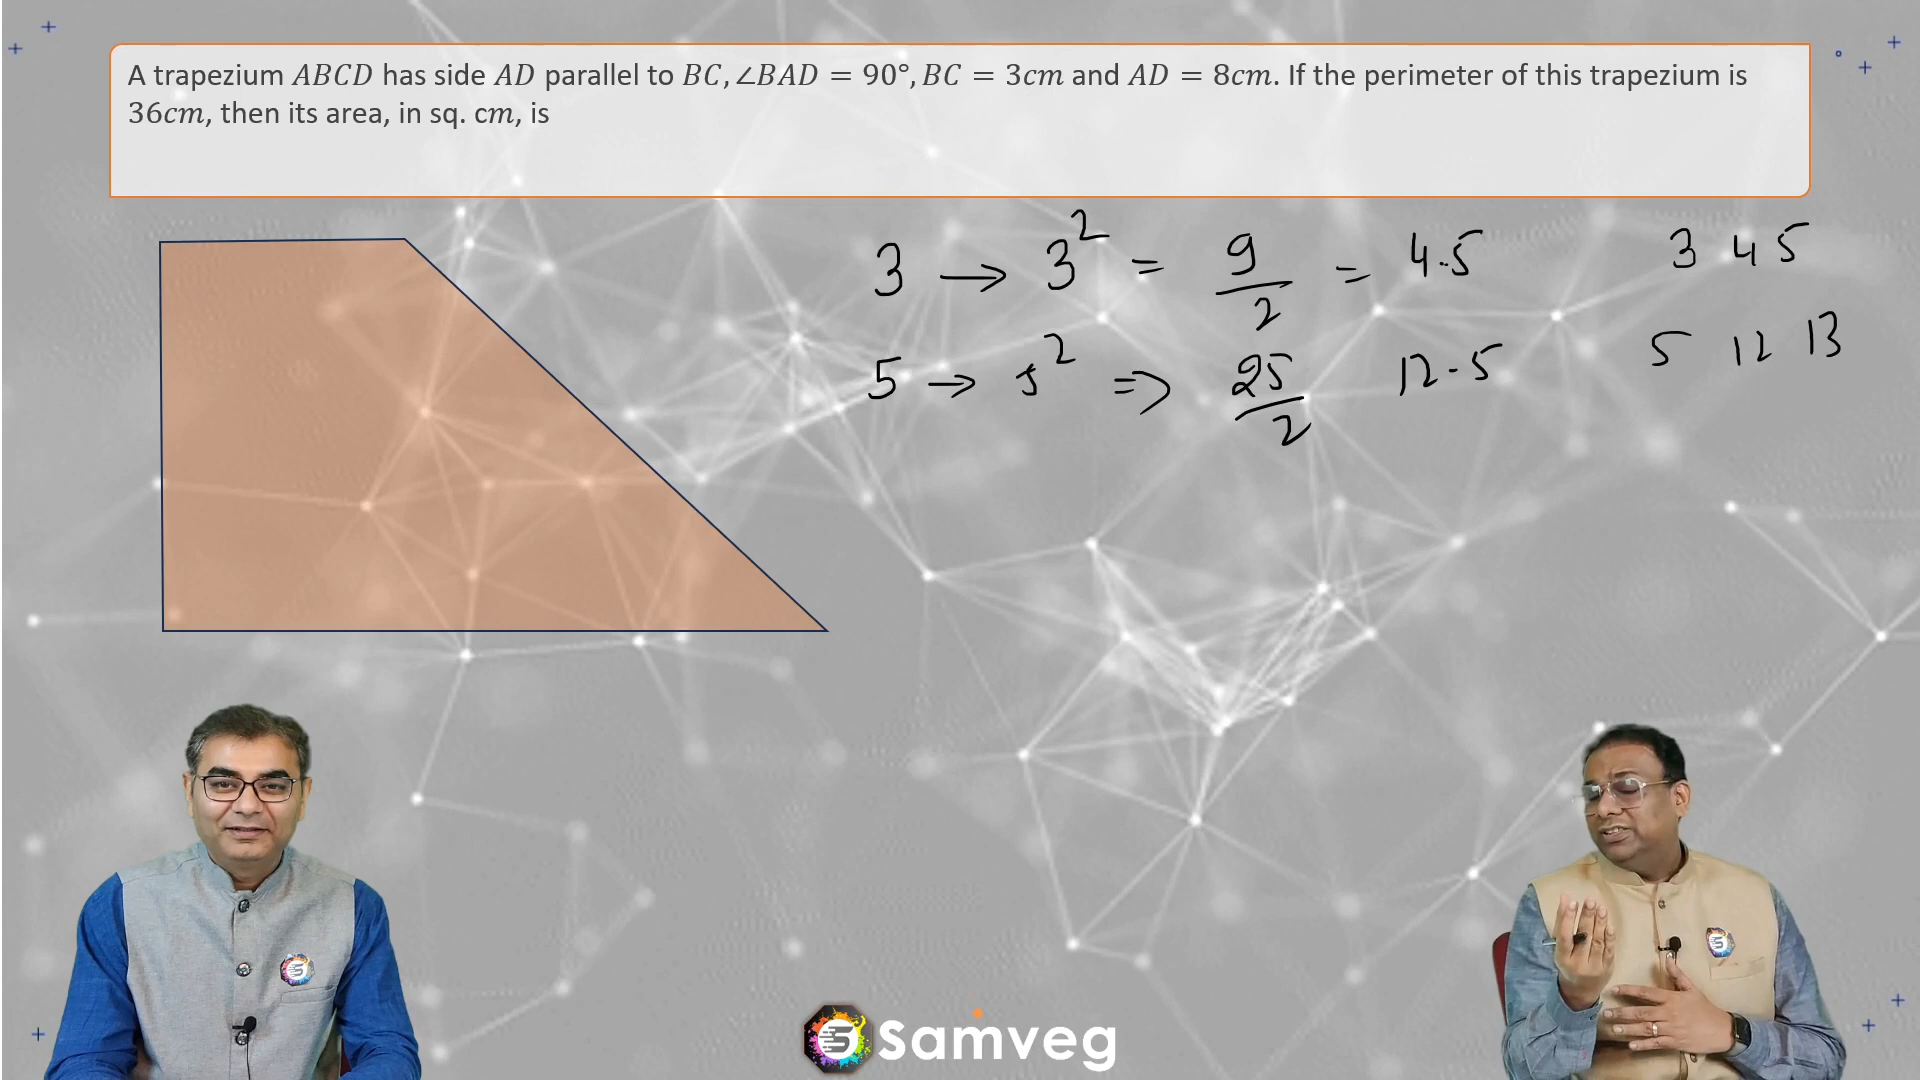 A trapezium ABCD has side AD parallel to BC, ∠BAD = 90°, BC = 3cm and AD = 8cm. If the perimeter of this trapezium is
36cm, then its area, in sq. cm, is
3 → 3² = 9/2 = 4.5
3 4 5
5 → 5² ⇒ 25/2 12.5
5 12 13
Samveg